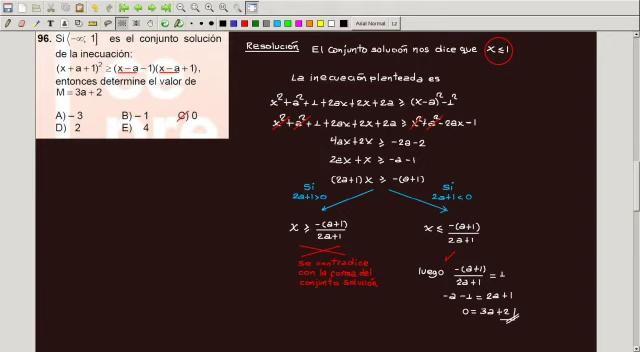 96. Si ⟨-∞; 1] es el conjunto solución
de la inecuación:
(x + a + 1)² ≥ (x – a –1)(x – a + 1),
entonces determine el valor de
M = 3a + 2
A) – 3 B) – 1 C) 0
D) 2 E) 4
Resolución El conjunto solución nos dice que x ≤ 1
La inecuación planteada es
x² + a² + 1 + 2ax + 2x + 2a ≥ (x-a)² - 1²
x² + a² + 1 + 2ax + 2x + 2a ≥ x² + a² - 2ax - 1
4ax + 2x ≥ -2a - 2
2ax + x ≥ -a - 1
(2a+1)x ≥ -(a+1)
Si
2a+1>0
Si
2a+1<0
x ≥ -(a+1)/2a+1
x ≤ -(a+1)/2a+1
se contradice
con la forma del
conjunto solución
luego -(a+1)/2a+1 = 1
-a - 1 = 2a + 1
0 = 3a + 2
Arial Normal 12